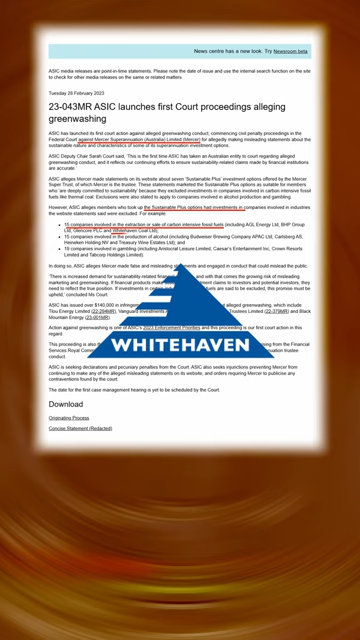 News centre has a new look. Try Newsroom beta
ASIC media releases are point-in-time statements. Please note the date of issue and use the internal search function on the site
to check for other media releases on the same or related matters.
Tuesday 28 February 2023
23-043MR ASIC launches first Court proceedings alleging
greenwashing
ASIC has launched its first court action against alleged greenwashing conduct, commencing civil penalty proceedings in the
Federal Court against Mercer Superannuation (Australia) Limited (Mercer) for allegedly making misleading statements about the
sustainable nature and characteristics of some of its superannuation investment options.
ASIC Deputy Chair Sarah Court said, 'This is the first time ASIC has taken an Australian entity to court regarding alleged
greenwashing conduct, and it reflects our continuing efforts to ensure sustainability-related claims made by financial institutions
are accurate.'
ASIC alleges Mercer made statements on its website about seven 'Sustainable Plus' investment options offered by the Mercer
Super Trust, of which Mercer is the trustee. These statements marketed the Sustainable Plus options as suitable for members
who 'are deeply committed to sustainability' because they excluded investments in companies involved in carbon intensive fossil
fuels like thermal coal. Exclusions were also stated to apply to companies involved in alcohol production and gambling.
However, ASIC alleges members who took up the Sustainable Plus options had investments in companies involved in industries
the website statements said were excluded. For example:
• 15 companies involved in the extraction or sale of carbon intensive fossil fuels (including AGL Energy Ltd, BHP Group
Ltd, Glencore PLC and Whitehaven Coal Ltd);
• 15 companies involved in the production of alcohol (including Budweiser Brewing Company APAC Ltd, Carlsberg AS,
Heineken Holding NV and Treasury Wine Estates Ltd); and
• 19 companies involved in gambling (including Aristocrat Leisure Limited, Caesar's Entertainment Inc, Crown Resorts
Limited and Tabcorp Holdings Limited).
In doing so, ASIC alleges Mercer made false and misleading and engaged in conduct that could mislead the public.
'There is increased demand for sustainability-related and with that comes the growing risk of misleading
marketing and greenwashing. If financial products make claims to investors and potential investors, they
need to reflect the true position. If investments in are said to be excluded, this promise must be
upheld,' concluded Ms Court.
ASIC has issued over $140,000 in alleged greenwashing, which include
Tlou Energy Limited (22-294MR), Vanguard Limited (22-379MR) and Black
Mountain Energy (23-001MR).
Action against greenwashing is one of ASIC's 2023 Enforcement Priorities and this proceeding is our first court action in this
regard.
This proceeding is from the Financial
Services Royal trustee
conduct.
WHITEHAVEN
ASIC is seeking declarations and pecuniary penalties from the Court. ASIC also seeks injunctions preventing Mercer from
continuing to make any of the alleged misleading statements on its website, and orders requiring Mercer to publicise any
contraventions found by the court.
The date for the first case management hearing is yet to be scheduled by the Court.
Download
Originating Process
Concise Statement (Redacted)